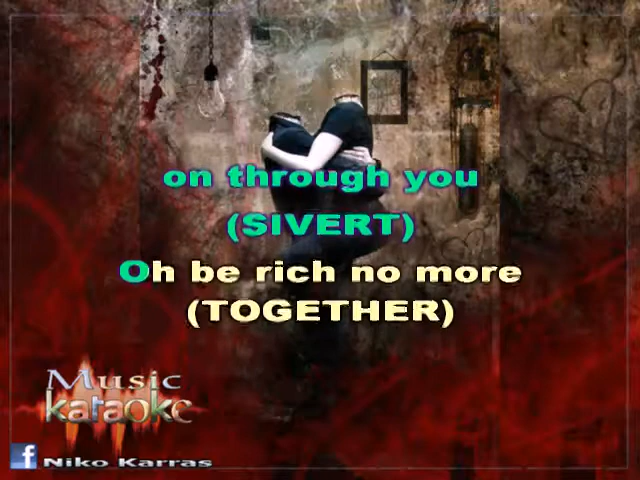 on through you
(SIVERT)
Oh be rich no more
(TOGETHER)
Music
karaoke
f Niko Karras